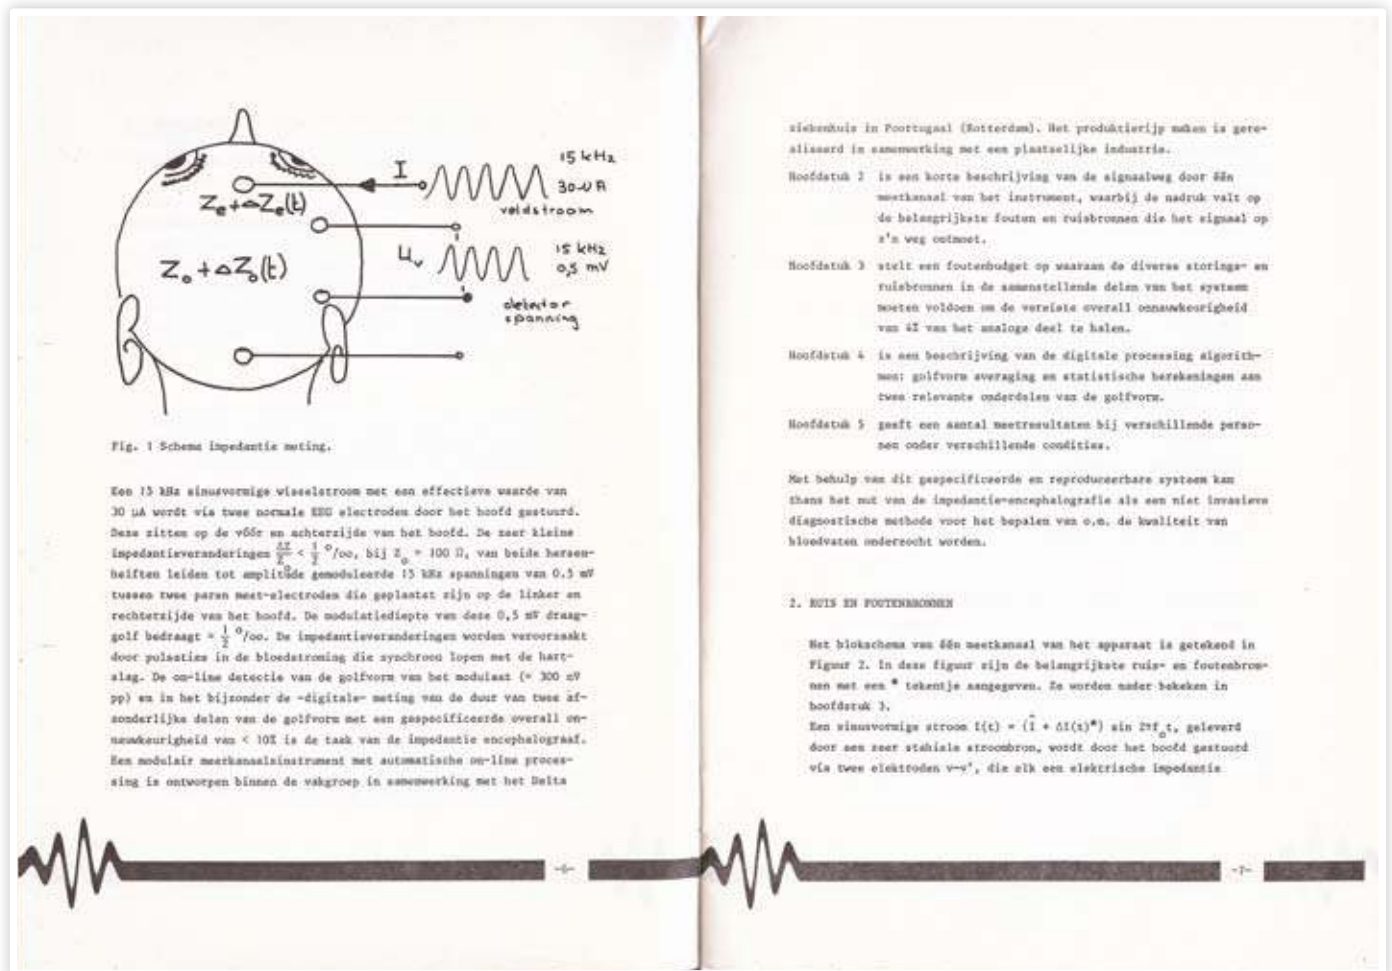 15 kHz
I
30 µA
veldstroom
Ze + ΔZe(t)
Uv
15 kHz
0,5 mV
Zo + ΔZo(t)
detector
spanning
Fig. 1 Schema impedantie meting.
Een 15 kHz sinusvormige wisselstroom met een effectieve waarde van
30 µA wordt via twee normale EEG electroden door het hoofd gestuurd.
Deze zitten op de vóór en achterzijde van het hoofd. De zeer kleine
impedantieveranderingen ΔZ/Zo < 1/2 °/oo, bij Zo = 100 Ω, van beide hersen-
helften leiden tot amplitude gemoduleerde 15 kHz spanningen van 0.5 mV
tussen twee paren meet-electroden die geplaatst zijn op de linker en
rechterzijde van het hoofd. De modulatiediepte van deze 0,5 mV draag-
golf bedraagt ≈ 1/2 °/oo. De impedantieveranderingen worden veroorzaakt
door pulsaties in de bloedstroming die synchroon lopen met de hart-
slag. De on-line detectie van de golfvorm van het modulaat (≈ 300 nV
pp) en in het bijzonder de -digitale- meting van de duur van twee af-
zonderlijke delen van de golfvorm met een gespecificeerde overall on-
nauwkeurigheid van < 10% is de taak van de impedantie encephalograaf.
Een modulair meerkanaalsinstrument met automatische on-line proces-
sing is ontworpen binnen de vakgroep in samenwerking met het Delta
-6-
ziekenhuis in Poortugaal (Rotterdam). Het produktierijp maken is gere-
aliseerd in samenwerking met een plaatselijke industrie.
Hoofdstuk 2 is een korte beschrijving van de signaalweg door één
meetkanaal van het instrument, waarbij de nadruk valt op
de belangrijkste fouten en ruisbronnen die het signaal op
z'n weg ontmoet.
Hoofdstuk 3 stelt een foutenbudget op waaraan de diverse storings- en
ruisbronnen in de samenstellende delen van het systeem
moeten voldoen om de vereiste overall onnauwkeurigheid
van 4% van het analoge deel te halen.
Hoofdstuk 4 is een beschrijving van de digitale processing algorith-
men: golfvorm averaging en statistische berekeningen aan
twee relevante onderdelen van de golfvorm.
Hoofdstuk 5 geeft een aantal meetresultaten bij verschillende perso-
nen onder verschillende condities.
Met behulp van dit gespecificeerde en reproduceerbare systeem kan
thans het nut van de impedantie-encephalografie als een niet invasieve
diagnostische methode voor het bepalen van o.m. de kwaliteit van
bloedvaten onderzocht worden.
2. RUIS EN FOUTENBRONNEN
Het blokschema van één meetkanaal van het apparaat is getekend in
Figuur 2. In deze figuur zijn de belangrijkste ruis- en foutenbron-
nen met een * tekentje aangegeven. Ze worden nader bekeken in
hoofdstuk 3.
Een sinusvormige stroom I(t) = (Î + ΔI(t)*) sin 2πfot, geleverd
door een zeer stabiele stroombron, wordt door het hoofd gestuurd
via twee elektroden v-v', die elk een elektrische impedantie
-7-